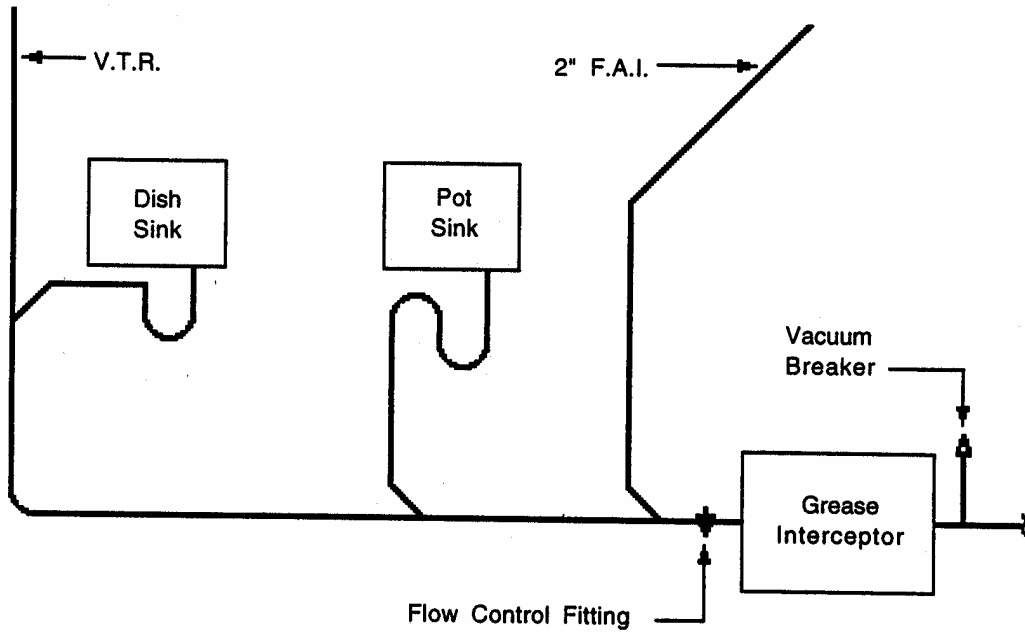 V.T.R.
2" F.A.I.
Dish
Sink
Pot
Sink
Vacuum
Breaker
Grease
Interceptor
Flow Control Fitting